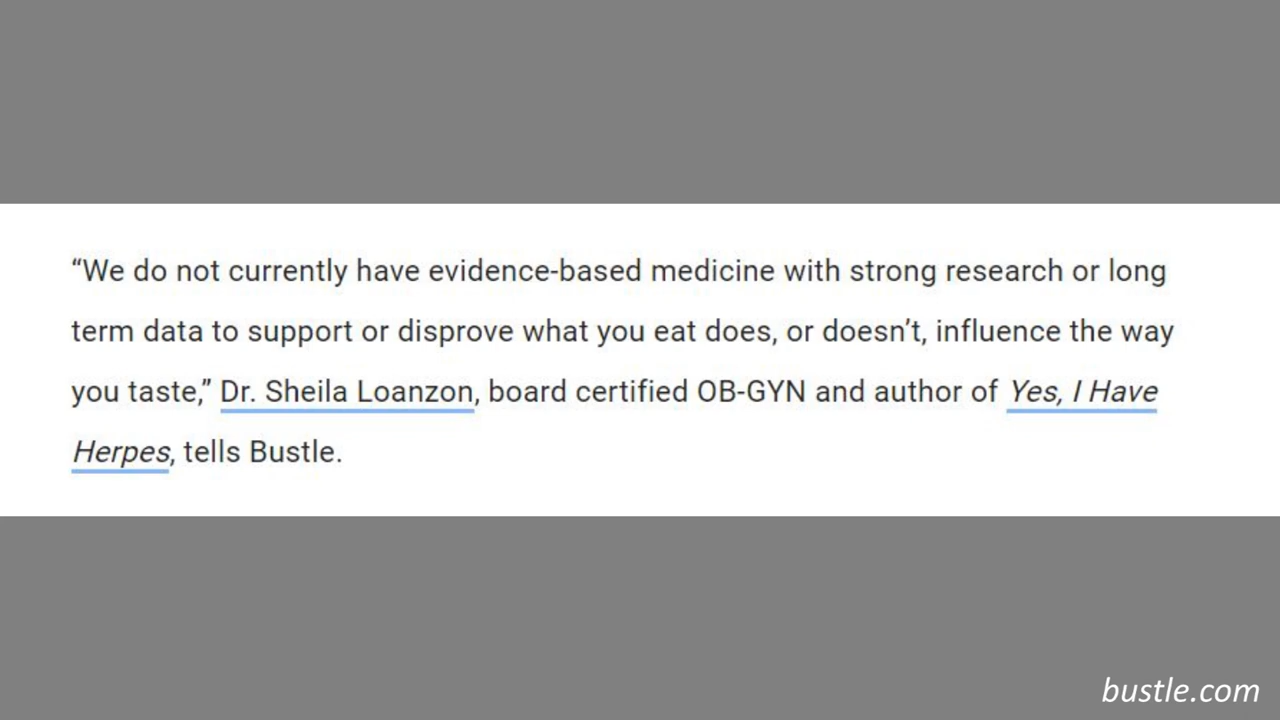 “We do not currently have evidence-based medicine with strong research or long
term data to support or disprove what you eat does, or doesn’t, influence the way
you taste,” Dr. Sheila Loanzon, board certified OB-GYN and author of Yes, I Have
Herpes, tells Bustle.
bustle.com